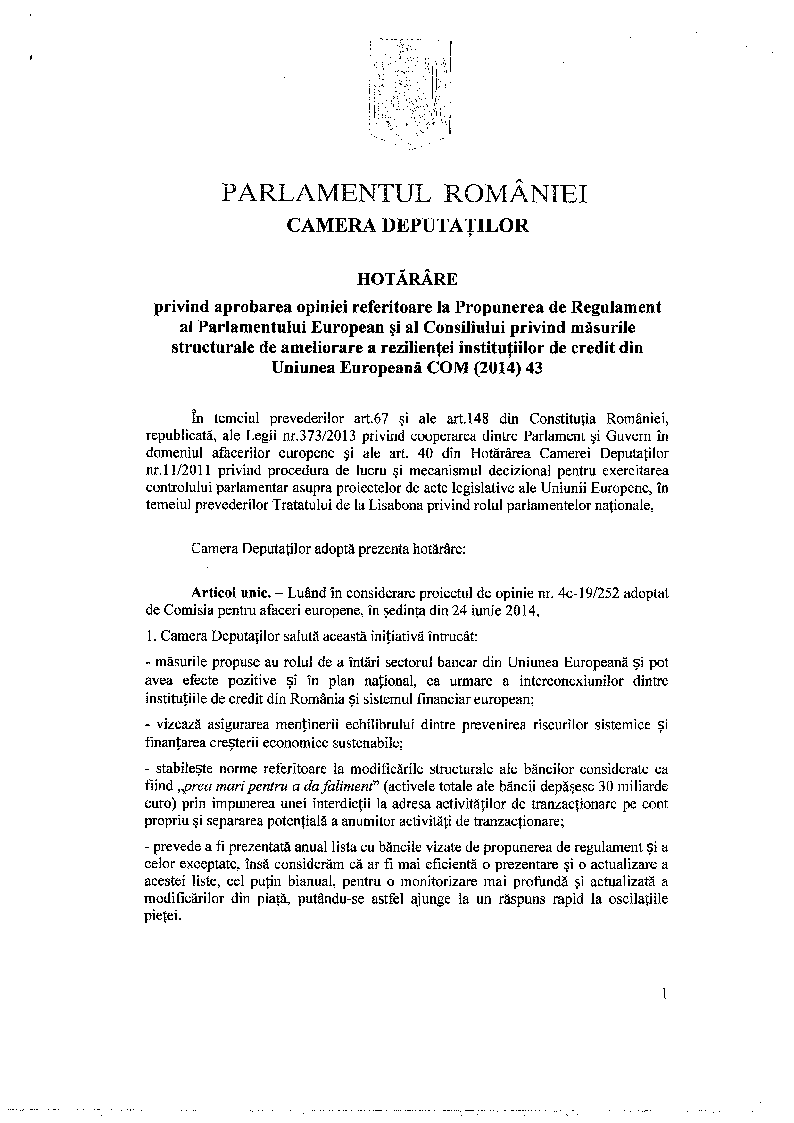 PARLAMENTUL ROMÂNIEI
CAMERA DEPUTAȚILOR
HOTĂRÂRE
privind aprobarea opiniei referitoare la Propunerea de Regulament
al Parlamentului European şi al Consiliului privind măsurile
structurale de ameliorare a rezilienţei instituţiilor de credit din
Uniunea Europeană COM (2014) 43
În temeiul prevederilor art.67 şi ale art.148 din Constituţia României,
republicată, ale Legii nr.373/2013 privind cooperarea dintre Parlament şi Guvern în
domeniul afacerilor europene şi ale art. 40 din Hotărârea Camerei Deputaţilor
nr.11/2011 privind procedura de lucru şi mecanismul decizional pentru exercitarea
controlului parlamentar asupra proiectelor de acte legislative ale Uniunii Europene, în
temeiul prevederilor Tratatului de la Lisabona privind rolul parlamentelor naţionale,
Camera Deputaţilor adoptă prezenta hotărâre:
Articol unic. – Luând în considerare proiectul de opinie nr. 4c-19/252 adoptat
de Comisia pentru afaceri europene, în şedinţa din 24 iunie 2014,
1. Camera Deputaţilor salută această iniţiativă întrucât:
- măsurile propuse au rolul de a întări sectorul bancar din Uniunea Europeană și pot
avea efecte pozitive și în plan naţional, ca urmare a interconexiunilor dintre
instituţiile de credit din România și sistemul financiar european;
- vizează asigurarea menţinerii echilibrului dintre prevenirea riscurilor sistemice și
finanţarea creșterii economice sustenabile;
- stabilește norme referitoare la modificările structurale ale băncilor considerate ca
fiind „prea mari pentru a da faliment” (activele totale ale băncii depăşesc 30 miliarde
euro) prin impunerea unei interdicţii la adresa activităţilor de tranzacţionare pe cont
propriu şi separarea potenţială a anumitor activităţi de tranzacţionare;
- prevede a fi prezentată anual lista cu băncile vizate de propunerea de regulament și a
celor exceptate, însă considerăm că ar fi mai eficientă o prezentare şi o actualizare a
acestei liste, cel puţin bianual, pentru o monitorizare mai profundă şi actualizată a
modificărilor din piaţă, putându-se astfel ajunge la un răspuns rapid la oscilaţiile
pieţei.
1